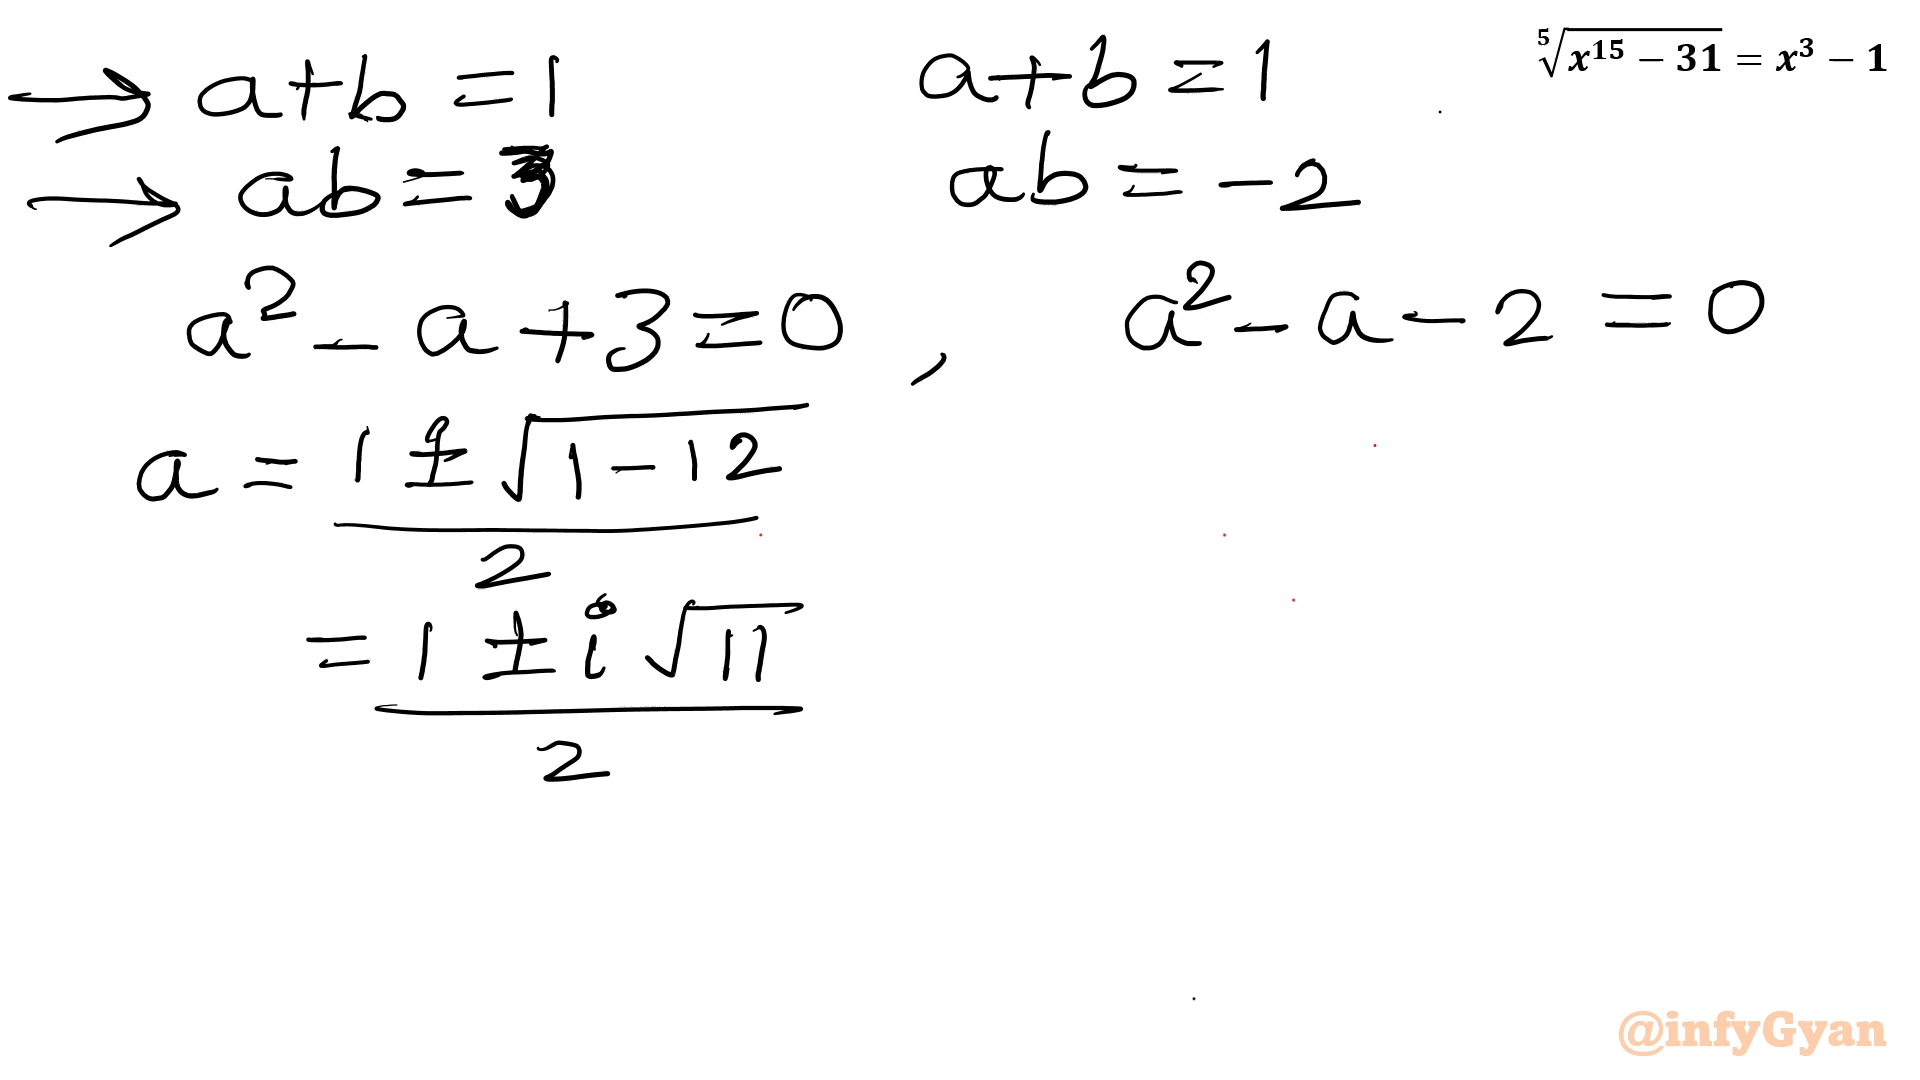 a+b=1
ab=3
a²-a+3=0,
a = 1±√1-12
2
= 1±i√11
2
a+b=1
ab=-2
a²-a-2=0
⁵√x¹⁵ − 31 = x³ − 1
@infyGyan